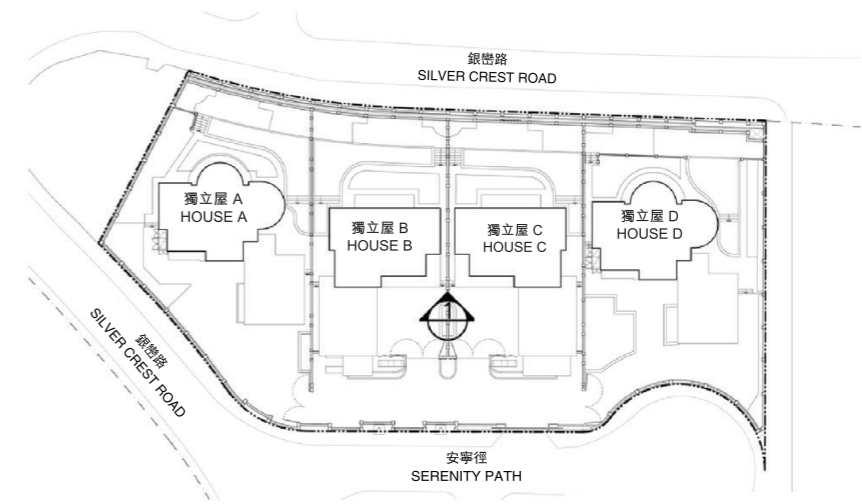 銀巒路
SILVER CREST ROAD
獨立屋 A
HOUSE A
獨立屋 B
HOUSE B
獨立屋 C
HOUSE C
獨立屋 D
HOUSE D
1
銀巒路
SILVER CREST ROAD
安寧徑
SERENITY PATH